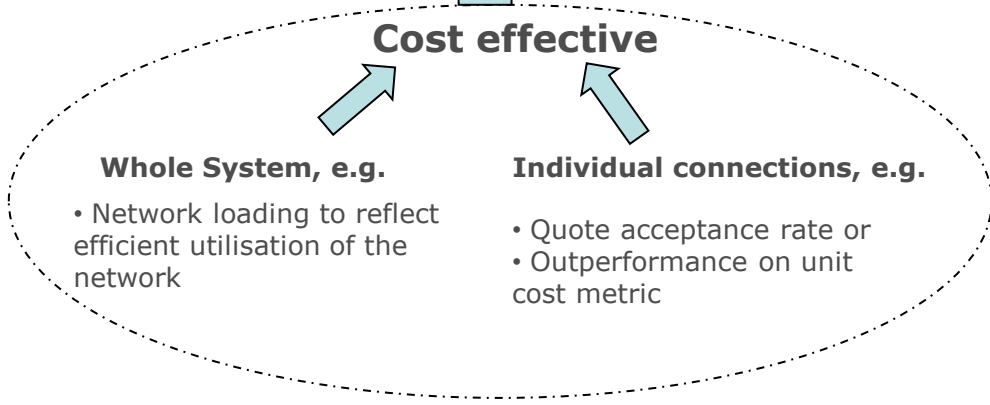 Cost effective
Whole System, e.g.
• Network loading to reflect
efficient utilisation of the
network
Individual connections, e.g.
• Quote acceptance rate or
• Outperformance on unit
cost metric